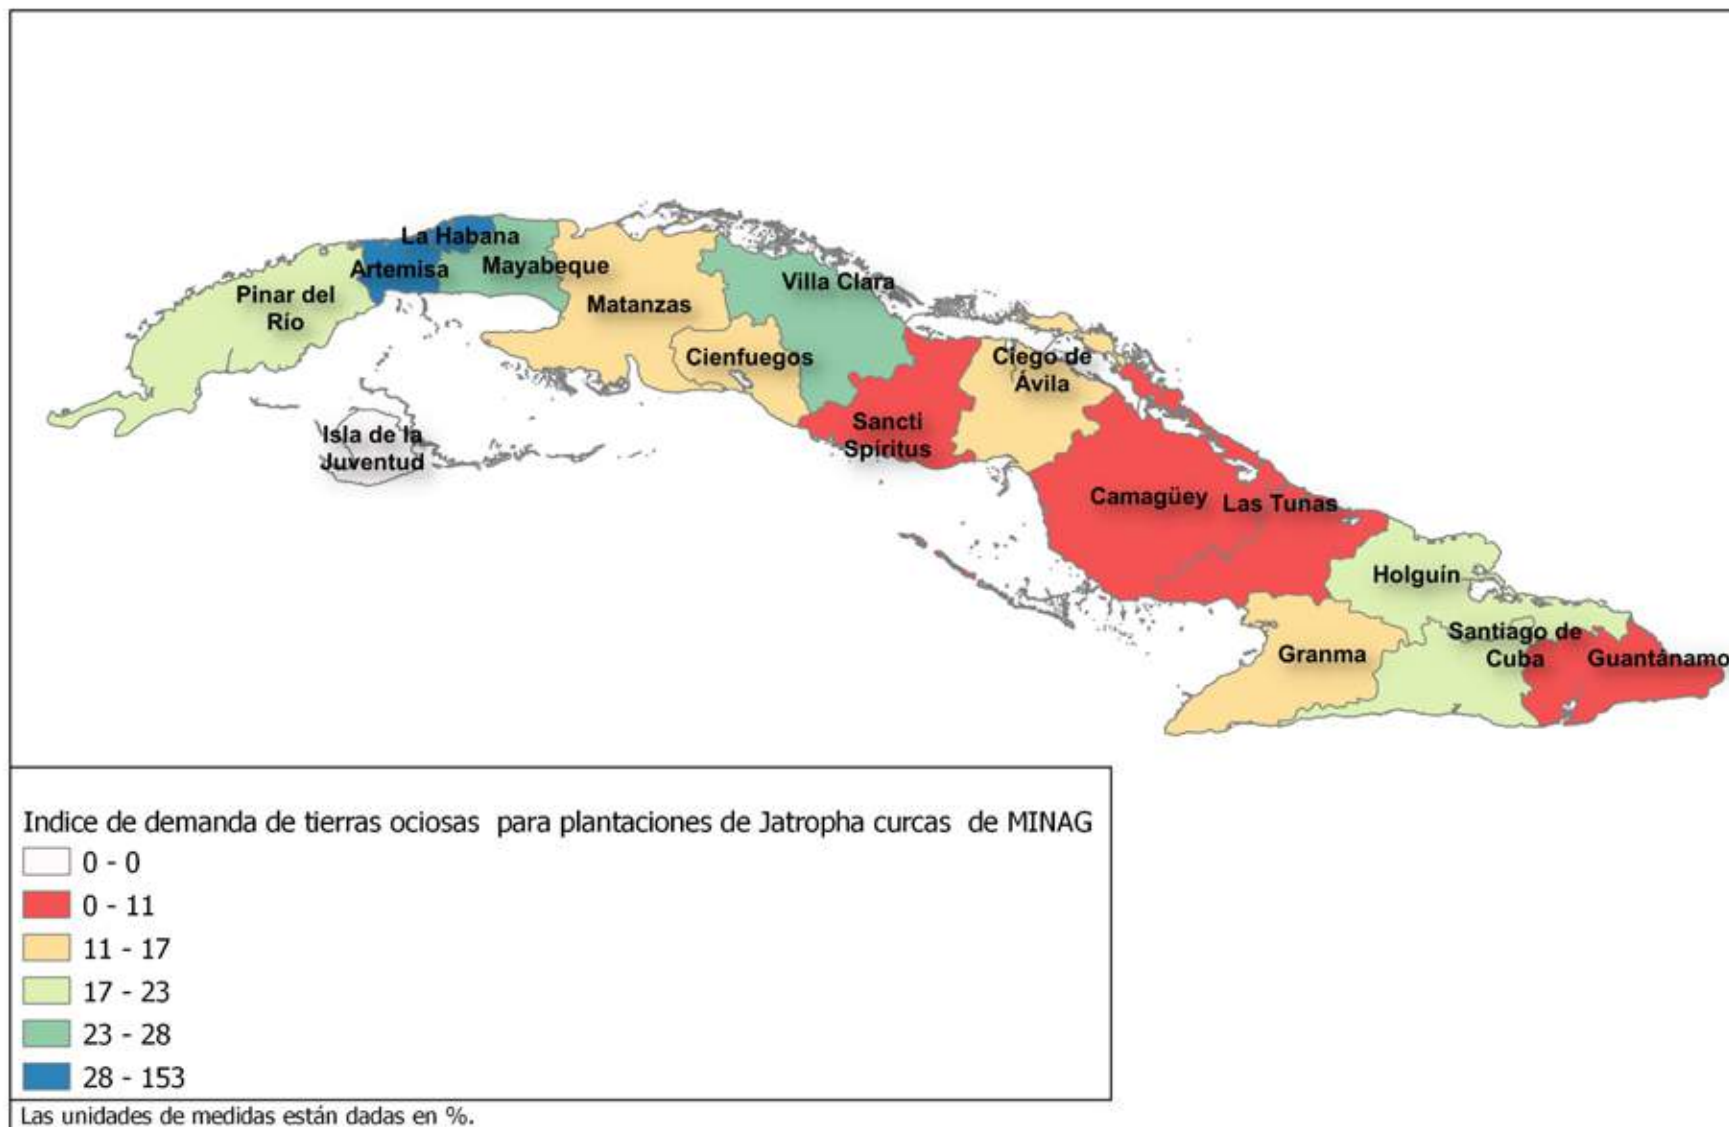 La Habana
Artemisa
Mayabeque
Pinar del
Río
Matanzas
Villa Clara
Cienfuegos
Ciego de
Ávila
Isla de la
Juventud
Sancti
Spíritus
Camagüey
Las Tunas
Holguín
Granma
Santiago de
Cuba
Guantánamo
Indice de demanda de tierras ociosas para plantaciones de Jatropha curcas de MINAG
0 - 0
0 - 11
11 - 17
17 - 23
23 - 28
28 - 153
Las unidades de medidas están dadas en %.